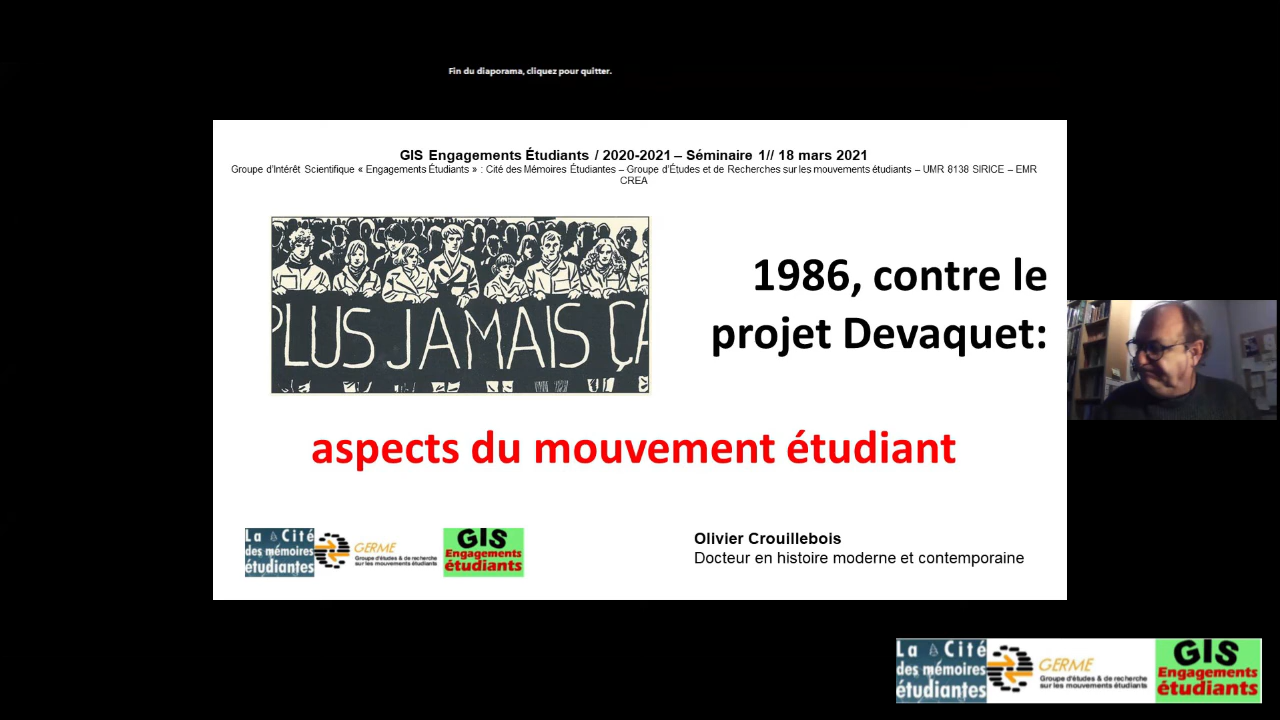 Fin du diaporama, cliquez pour quitter.
GIS Engagements Étudiants / 2020-2021 – Séminaire 1// 18 mars 2021
Groupe d'Intérêt Scientifique « Engagements Étudiants » : Cité des Mémoires Étudiantes – Groupe d'Études et de Recherches sur les mouvements étudiants – UMR 8138 SIRICE – EMR
CREA
PLUS JAMAIS ÇA
1986, contre le
projet Devaquet:
aspects du mouvement étudiant
La Cité
des mémoires
étudiantes
GERME
Groupe d'études & de recherche
sur les mouvements étudiants
GIS
Engagements
étudiants
Olivier Crouillebois
Docteur en histoire moderne et contemporaine
La Cité
des mémoires
étudiantes
GERME
Groupe d'études & de recherche
sur les mouvements étudiants
GIS
Engagements
étudiants